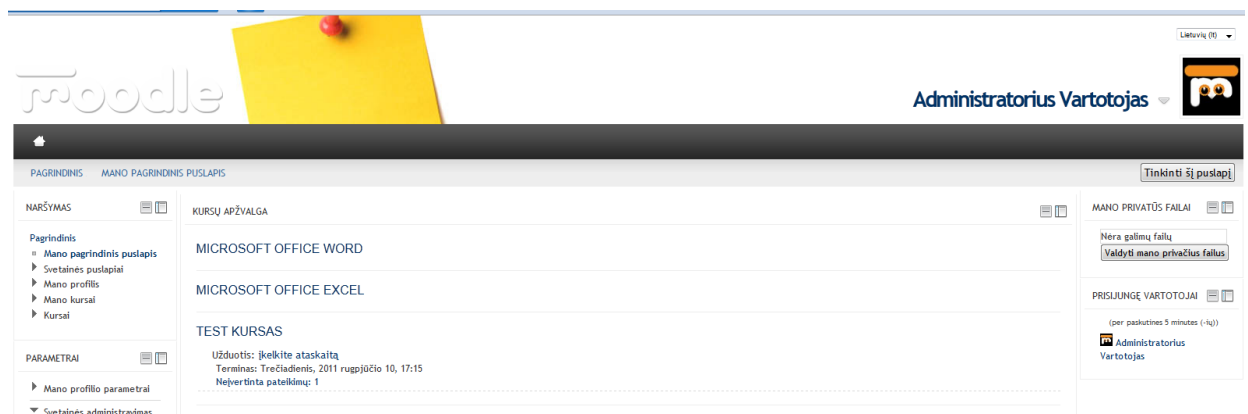 Lietuvių (lt)
moodle
Administratorius Vartotojas
PAGRINDINIS MANO PAGRINDINIS PUSLAPIS
Tinkinti šį puslapį
NARŠYMAS
Pagrindinis
Mano pagrindinis puslapis
Svetainės puslapiai
Mano profilis
Mano kursai
Kursai
PARAMETRAI
Mano profilio parametrai
Svetainės administravimas
KURSŲ APŽVALGA
MICROSOFT OFFICE WORD
MICROSOFT OFFICE EXCEL
TEST KURSAS
Užduotis: įkelkite ataskaitą
Terminas: Trečiadienis, 2011 rugpjūčio 10, 17:15
Neįvertinta pateikimų: 1
MANO PRIVATŪS FAILAI
Nėra galimų failų
Valdyti mano privačius failus
PRISIJUNGĘ VARTOTOJAI
(per paskutines 5 minutes (-ių))
Administratorius
Vartotojas